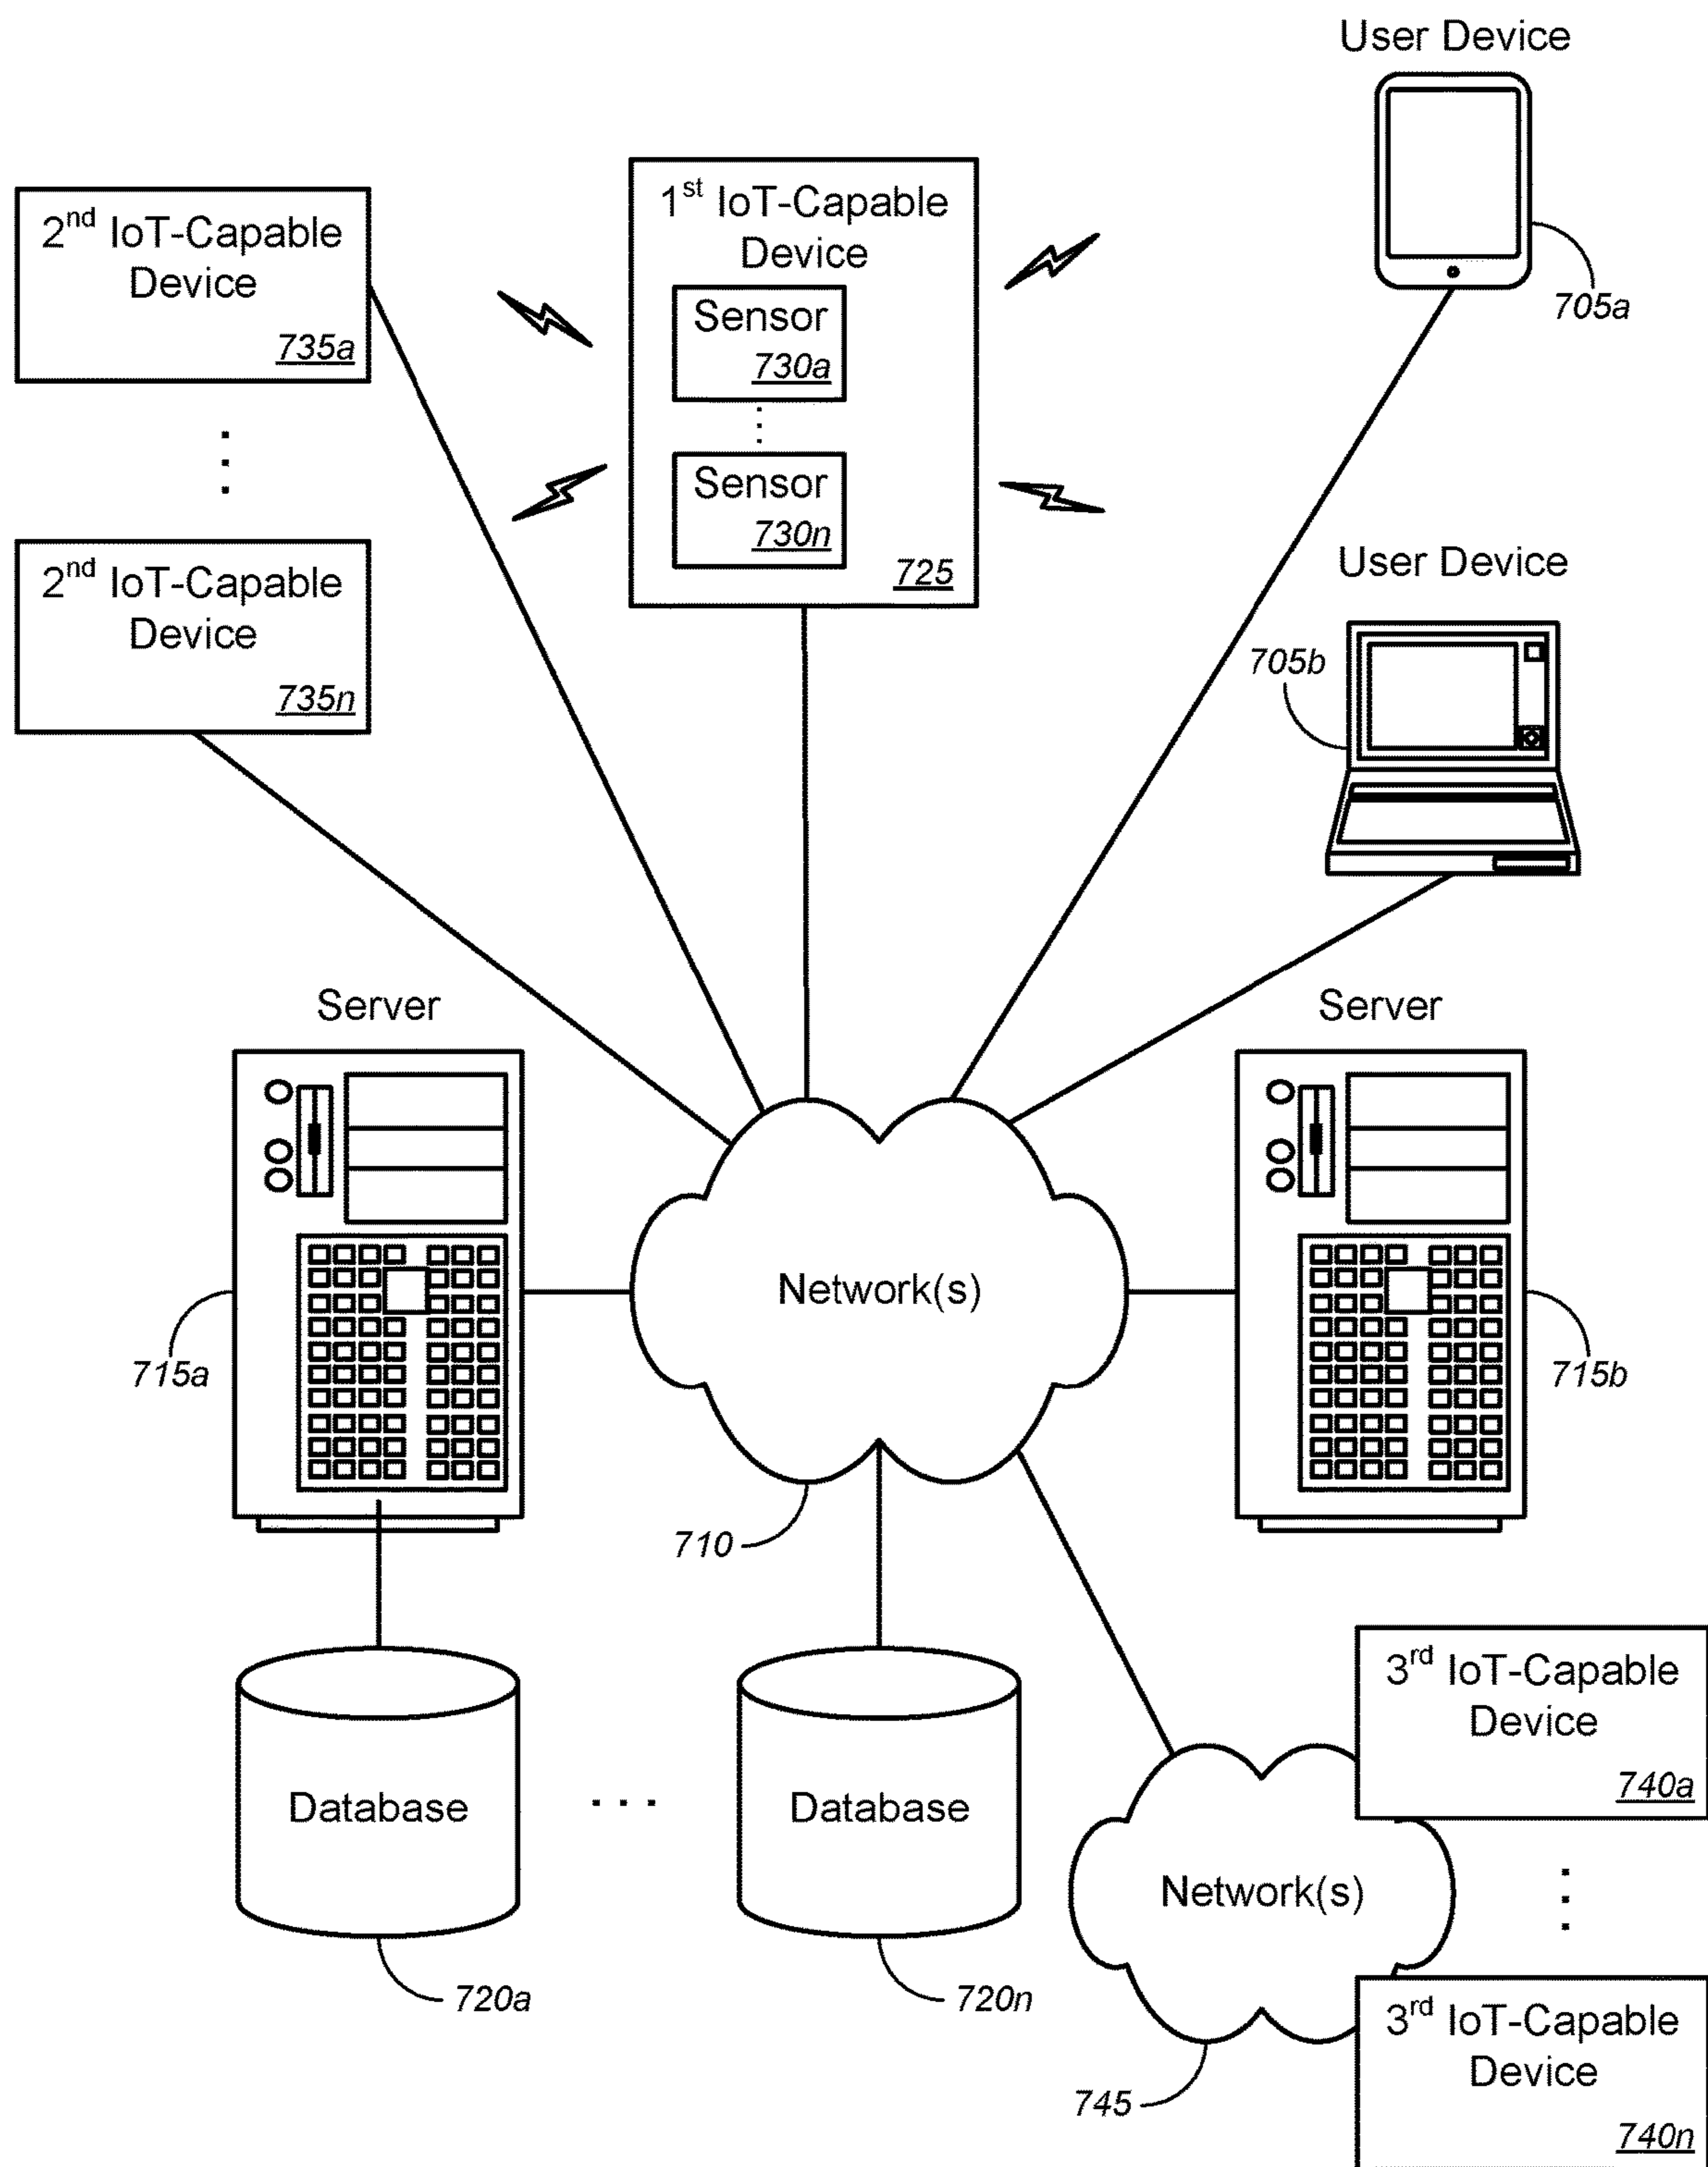 User Device
705a
1st IoT-Capable
Device
Sensor
730a
Sensor
730n
725
2nd IoT-Capable
Device
735a
2nd IoT-Capable
Device
735n
User Device
705b
Server
715a
Server
715b
Network(s)
710
Database
720a
. . .
Database
720n
Network(s)
745
3rd IoT-Capable
Device
740a
3rd IoT-Capable
Device
740n